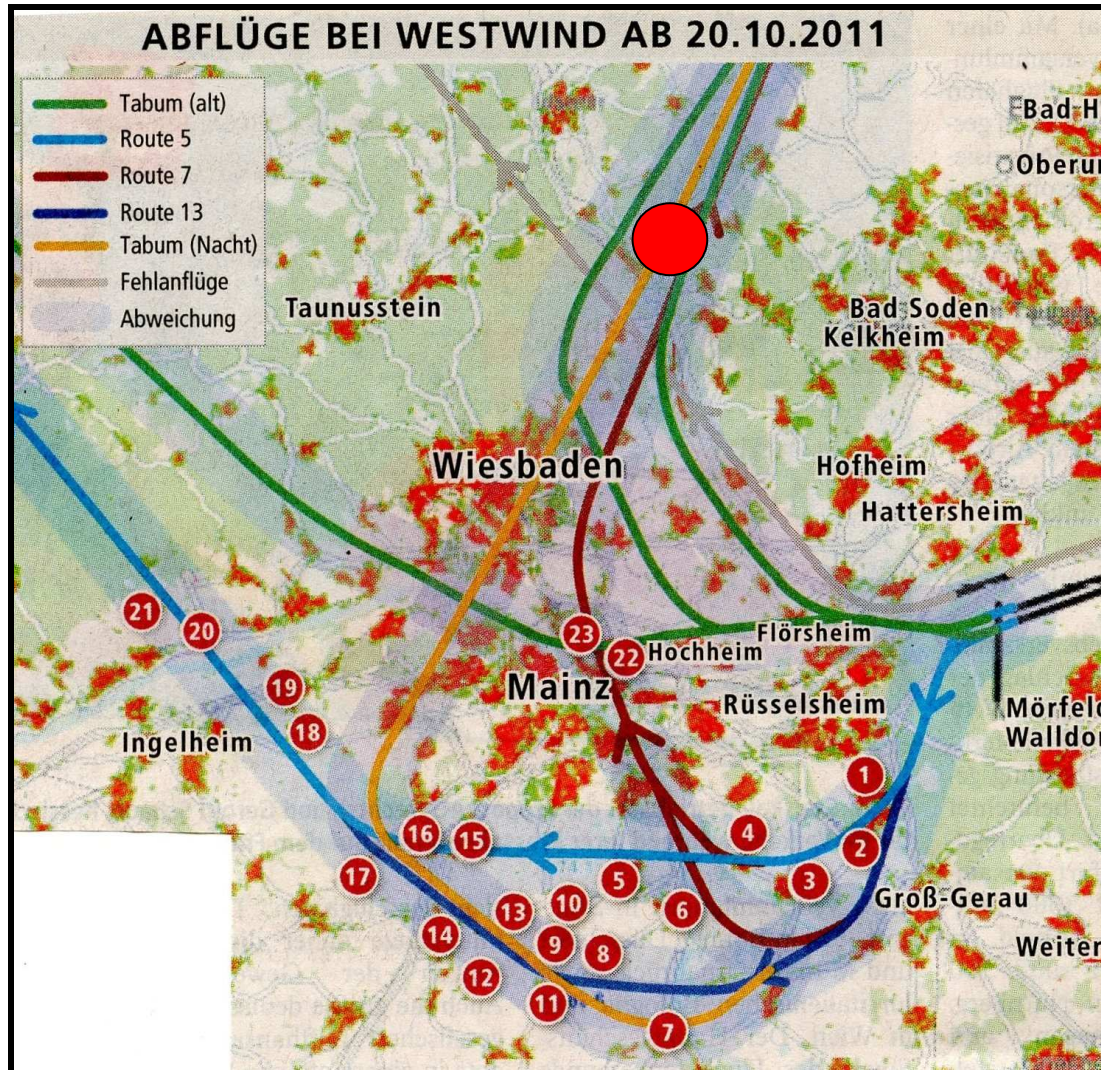 ABFLÜGE BEI WESTWIND AB 20.10.2011
Tabum (alt)
Route 5
Route 7
Route 13
Tabum (Nacht)
Fehlanflüge
Abweichung
Bad H
Oberu
Taunusstein
Bad Soden
Kelkheim
Wiesbaden
Hofheim
Hattersheim
21
20
23
22
Hochheim
Flörsheim
19
Mainz
Rüsselsheim
Mörfeld
Walldo
18
Ingelheim
1
16
15
4
2
17
5
3
10
6
13
Groß-Gerau
14
9
8
Weiter
12
11
7